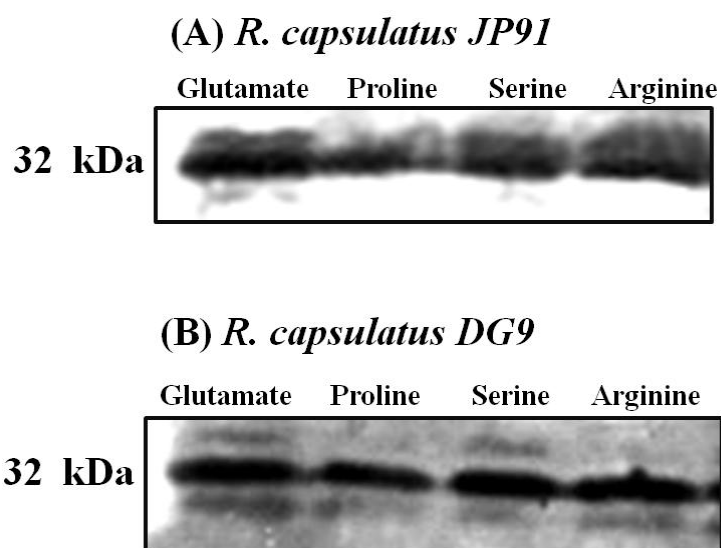 (A) R. capsulatus JP91
Glutamate Proline Serine Arginine
32 kDa
(B) R. capsulatus DG9
Glutamate Proline Serine Arginine
32 kDa